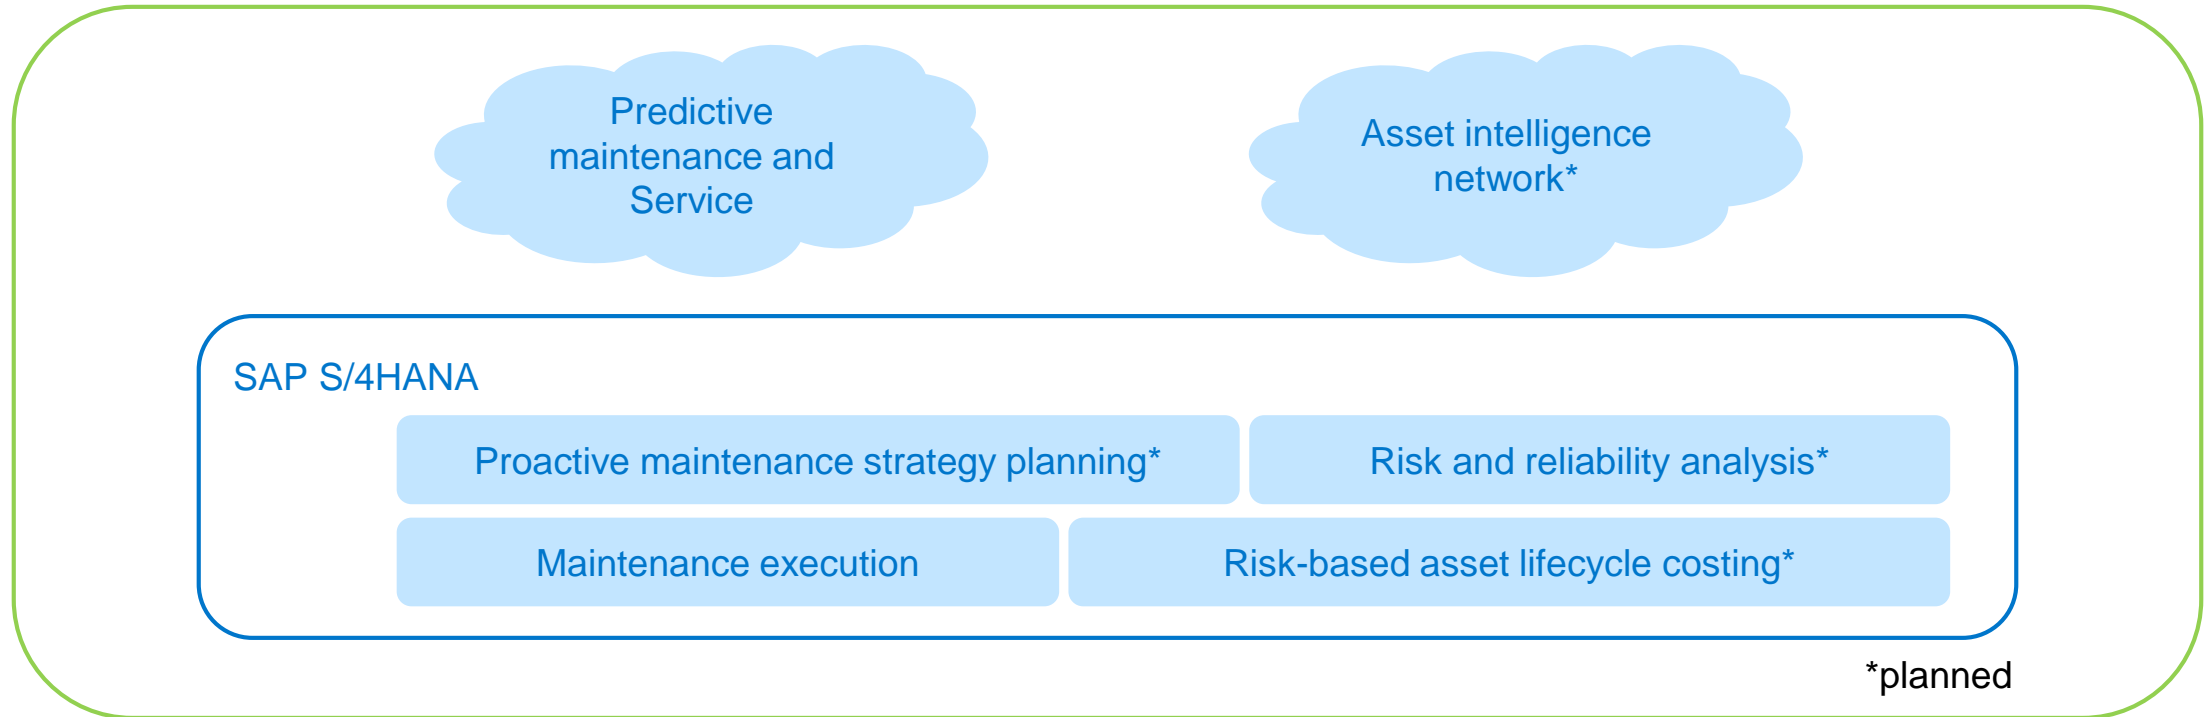 Predictive
maintenance and
Service
Asset intelligence
network*
SAP S/4HANA
Proactive maintenance strategy planning*
Risk and reliability analysis*
Maintenance execution
Risk-based asset lifecycle costing*
*planned